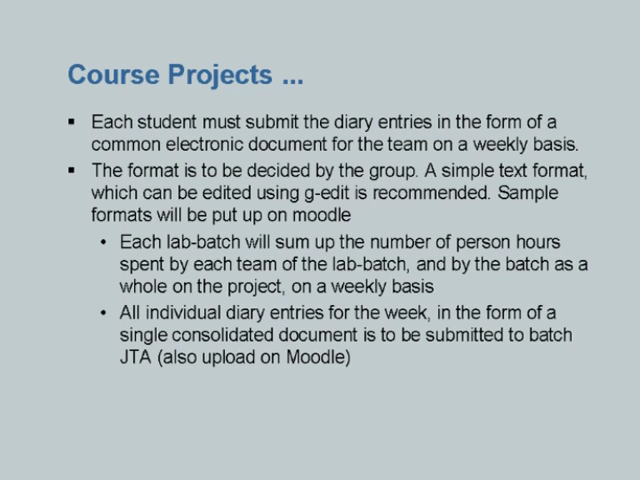 Course Projects ...
▪ Each student must submit the diary entries in the form of a
common electronic document for the team on a weekly basis.
▪ The format is to be decided by the group. A simple text format,
which can be edited using g-edit is recommended. Sample
formats will be put up on moodle
• Each lab-batch will sum up the number of person hours
spent by each team of the lab-batch, and by the batch as a
whole on the project, on a weekly basis
• All individual diary entries for the week, in the form of a
single consolidated document is to be submitted to batch
JTA (also upload on Moodle)